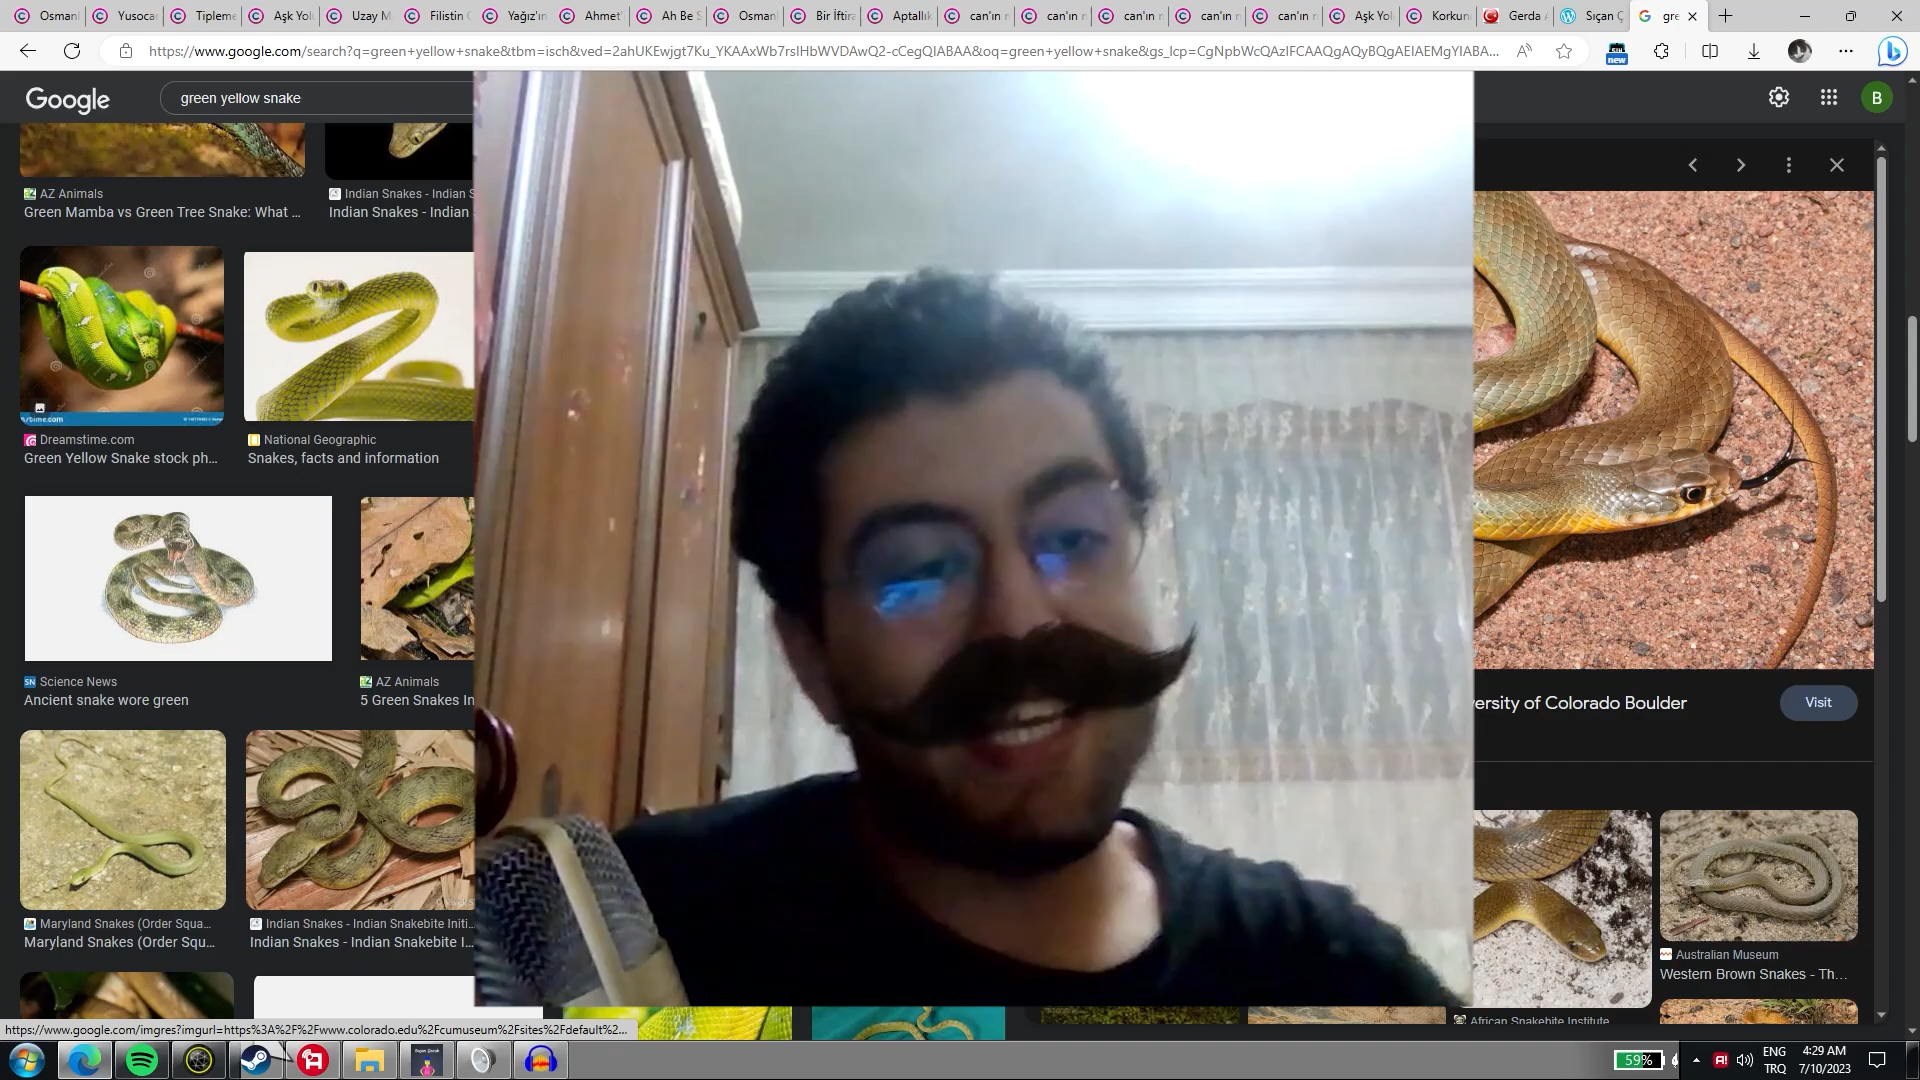 Osmanl
Yusocar
Tipleme
Aşk Yol
Uzay M
Filistin
Yağız'ın
Ahmet'
Ah Be S
Osmanl
Bir İftira
Aptallık
can'ın r
can'ın r
can'ın r
can'ın r
can'ın r
Aşk Yol
Korkun
Gerda
Sıçan Ç
gre
https://www.google.com/search?q=green+yellow+snake&tbm=isch&ved=2ahUKEwjgt7Ku_YKAAxWb7rsIHbWVDAwQ2-cCegQIABAA&oq=green+yellow+snake&gs_lcp=CgNpbWcQAzIFCAAQgAQyBQgAEIAEMgYIABA...
new
Google
green yellow snake
B
AZ Animals
Green Mamba vs Green Tree Snake: What ...
Indian Snakes - Indian S
Indian Snakes - Indian
Dreamstime.com
Green Yellow Snake stock ph...
National Geographic
Snakes, facts and information
SN Science News
Ancient snake wore green
AZ Animals
5 Green Snakes In
versity of Colorado Boulder
Visit
Maryland Snakes (Order Squa...
Maryland Snakes (Order Squ...
Indian Snakes - Indian Snakebite Initi...
Indian Snakes - Indian Snakebite I...
Australian Museum
Western Brown Snakes - Th...
African Snakebite Institute
https://www.google.com/imgres?imgurl=https%3A%2F%2Fwww.colorado.edu%2Fcumuseum%2Fsites%2Fdefault%2...
59%
ENG
TRQ
4:29 AM
7/10/2023